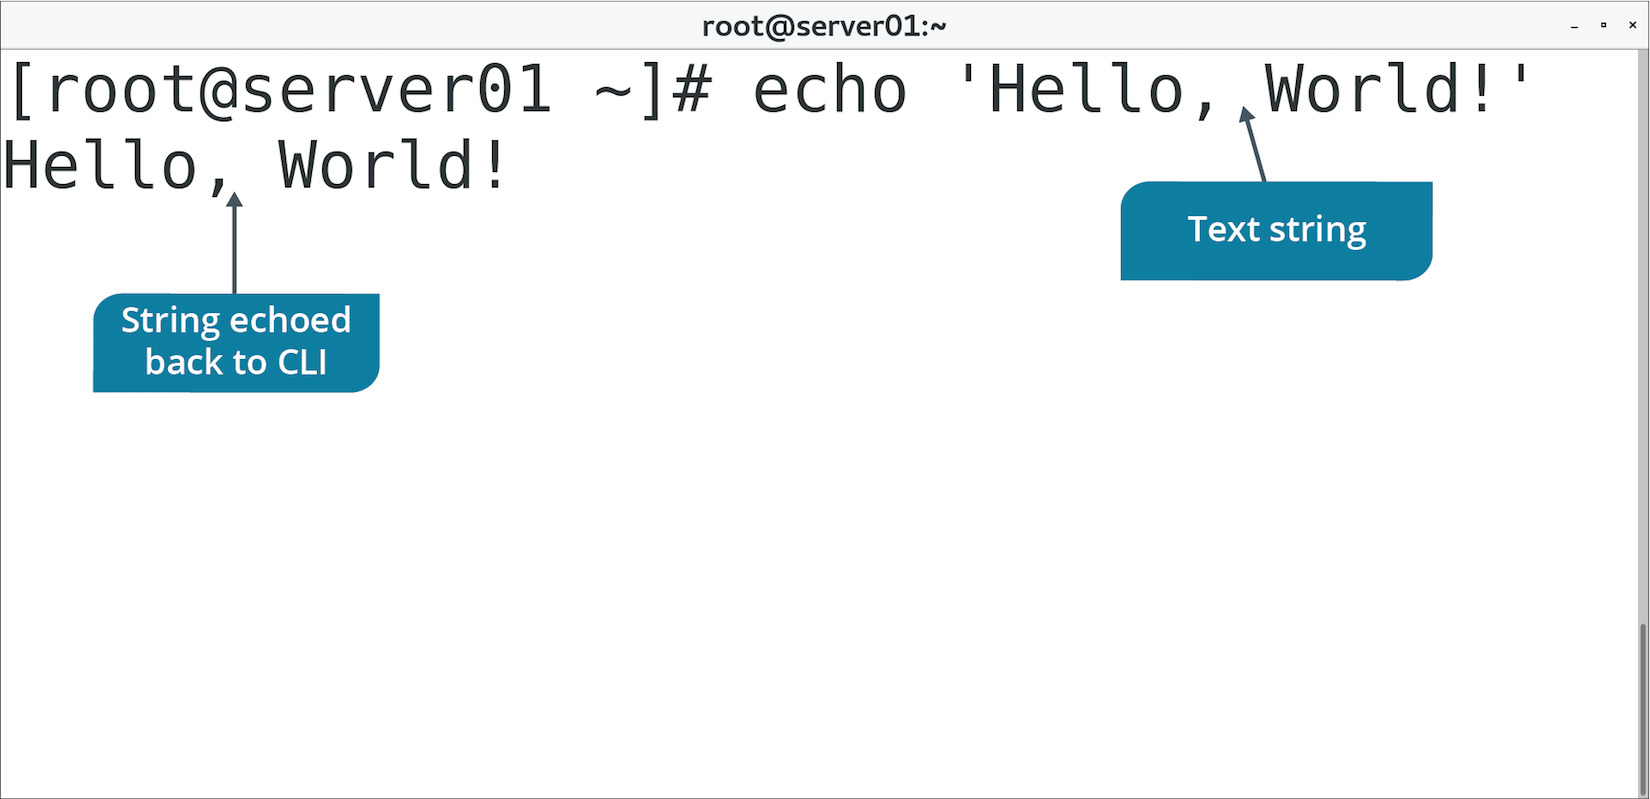 root@server01:~
[root@server01 ~]# echo 'Hello, World!'
Hello, World!
Text string
String echoed
back to CLI